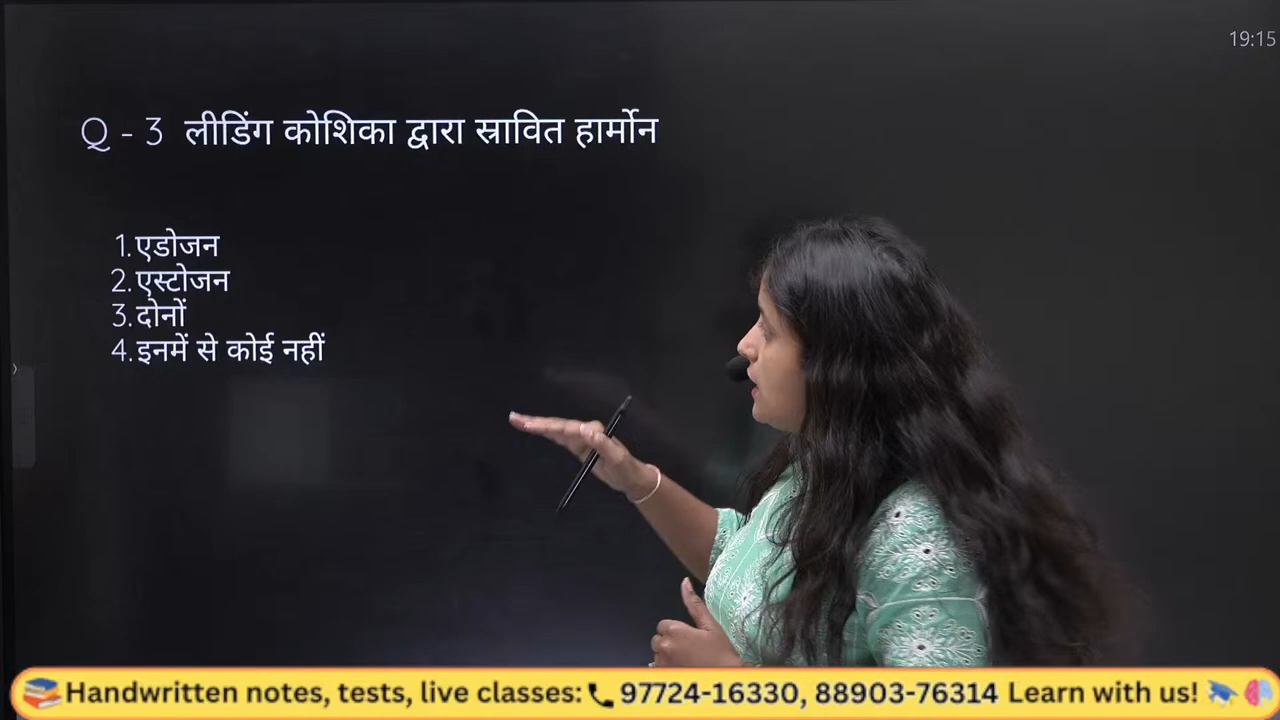 19:15
Q - 3 लीडिंग कोशिका द्वारा स्रावित हार्मोन
1. एडोजन
2. एस्टोजन
3. दोनों
4. इनमें से कोई नहीं
Handwritten notes, tests, live classes: 97724-16330, 88903-76314 Learn with us!